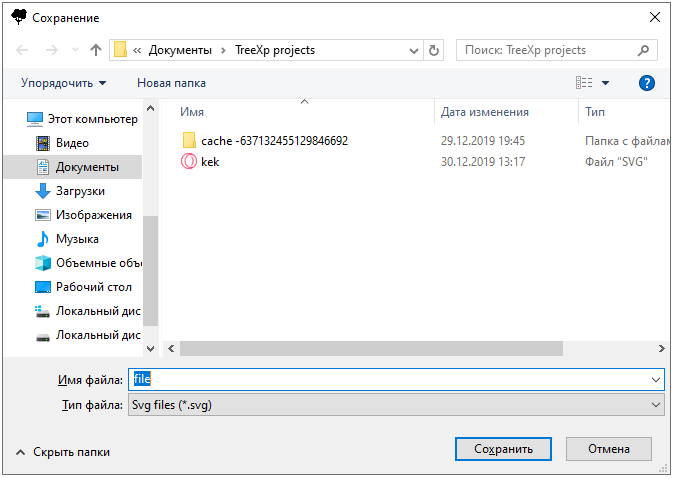 Сохранение
« Документы > TreeXp projects
Поиск: TreeXp projects
Упорядочить
Новая папка
?
Этот компьютер
Видео
Документы
Загрузки
Изображения
Музыка
Объемные объ
Рабочий стол
Локальный дис
Локальный дис
Имя Дата изменения Тип
cache -637132455129846692 29.12.2019 19:45 Папка с файлам
kek 30.12.2019 13:17 Файл "SVG"
Имя файла: file
Тип файла: Svg files (*.svg)
Скрыть папки
Сохранить
Отмена